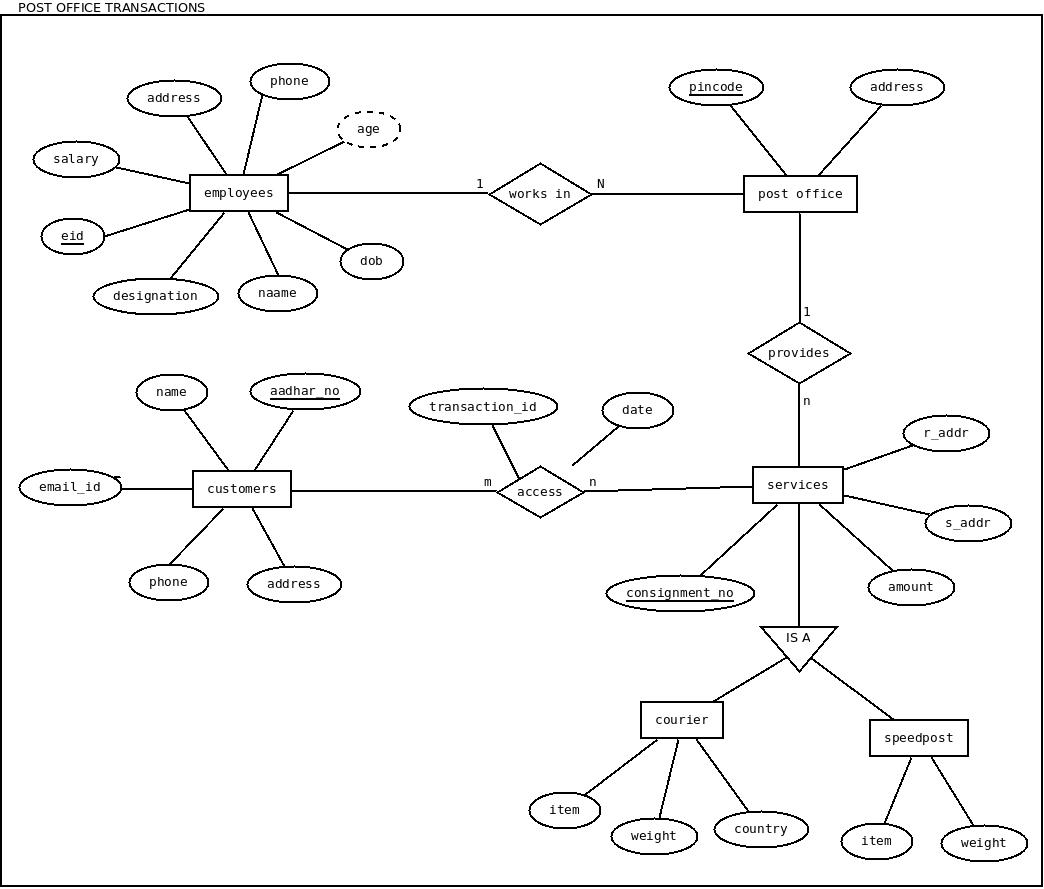 POST OFFICE TRANSACTIONS
phone
address
age
pincode
address
salary
employees
1
works in
N
post office
eid
dob
designation
naame
1
provides
n
name
aadhar_no
transaction_id
date
r_addr
email_id
customers
m
access
n
services
s_addr
phone
address
consignment_no
amount
IS A
courier
speedpost
item
weight
country
item
weight